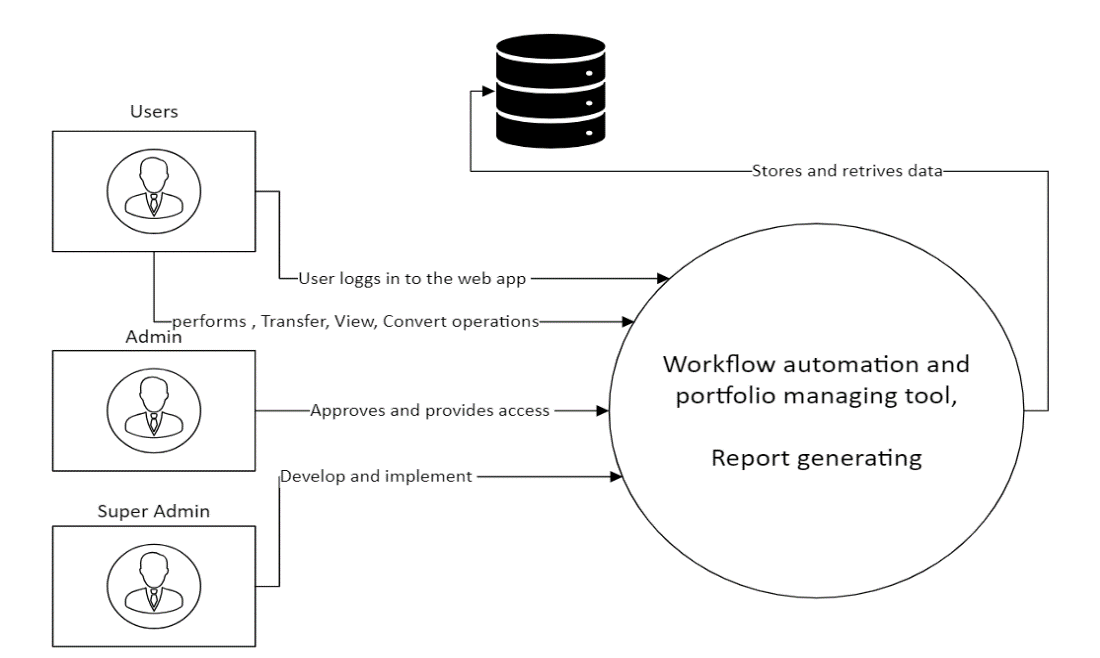 Users
Stores and retrives data
User loggs in to the web app
performs , Transfer, View, Convert operations
Admin
Workflow automation and
portfolio managing tool,
Approves and provides access
Report generating
Develop and implement
Super Admin